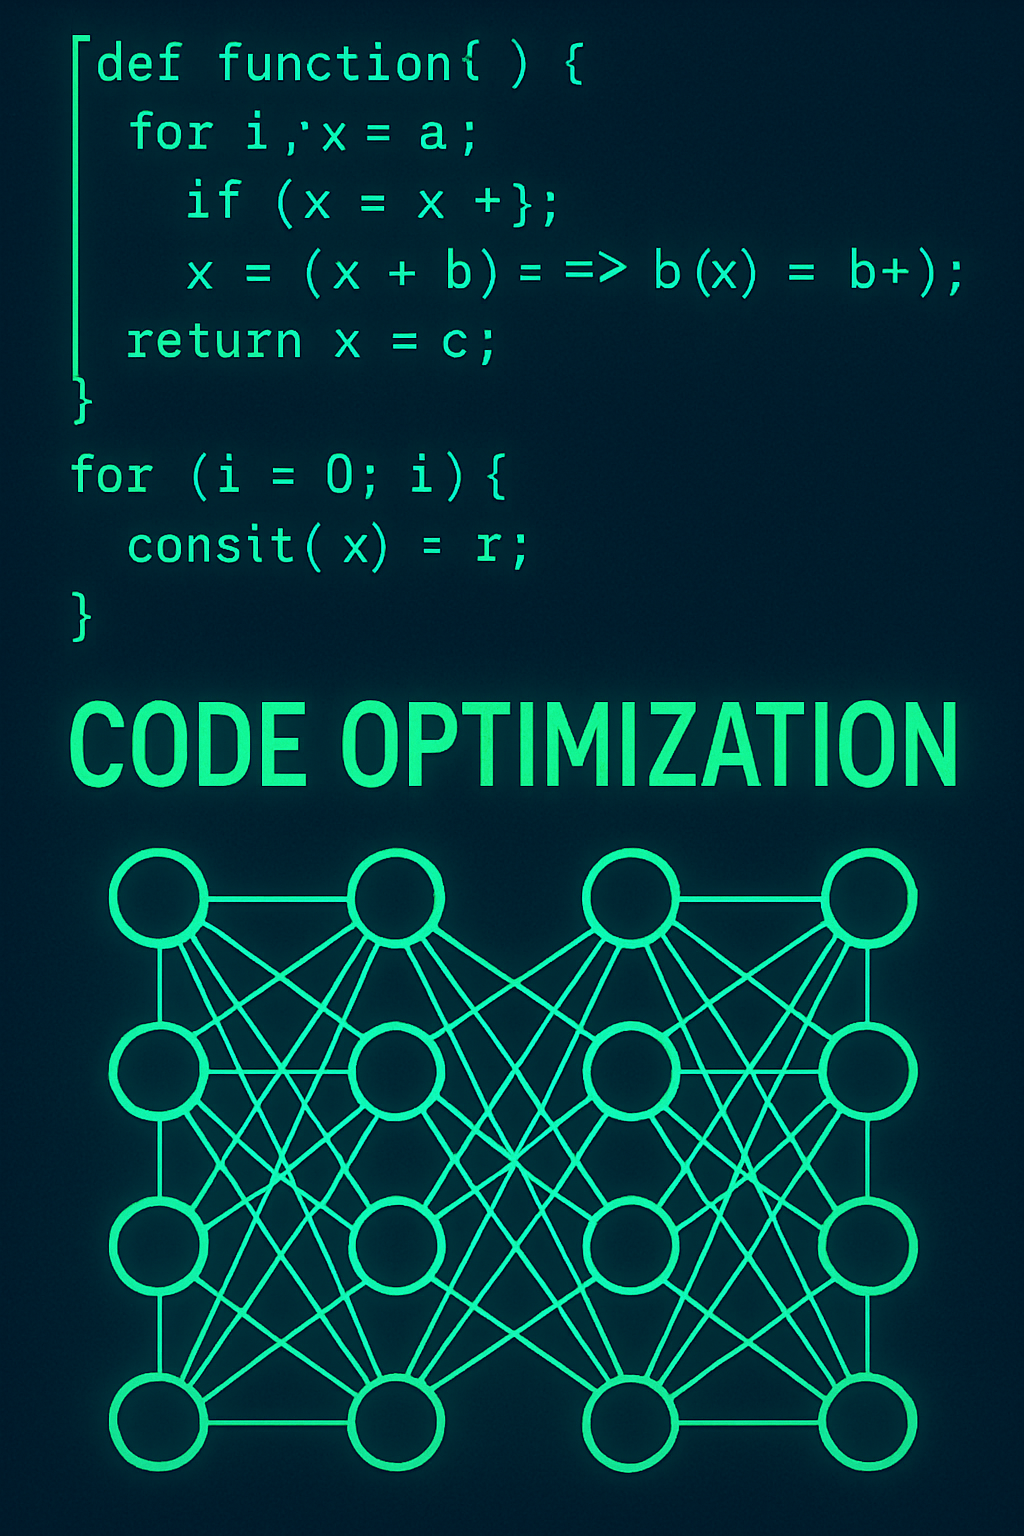 def function{ ) {
for i,·x = a;
if (x = x +};
x = (x + b) = => b(x) = b+);
return x = c;
}
for (i = 0; i) {
consit( x) = r;
}
CODE OPTIMIZATION